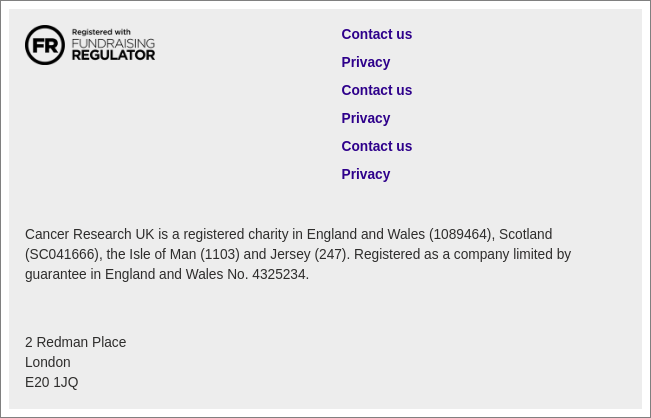 FR
Registered with
FUNDRAISING
REGULATOR
Contact us
Privacy
Contact us
Privacy
Contact us
Privacy
Cancer Research UK is a registered charity in England and Wales (1089464), Scotland
(SC041666), the Isle of Man (1103) and Jersey (247). Registered as a company limited by
guarantee in England and Wales No. 4325234.
2 Redman Place
London
E20 1JQ